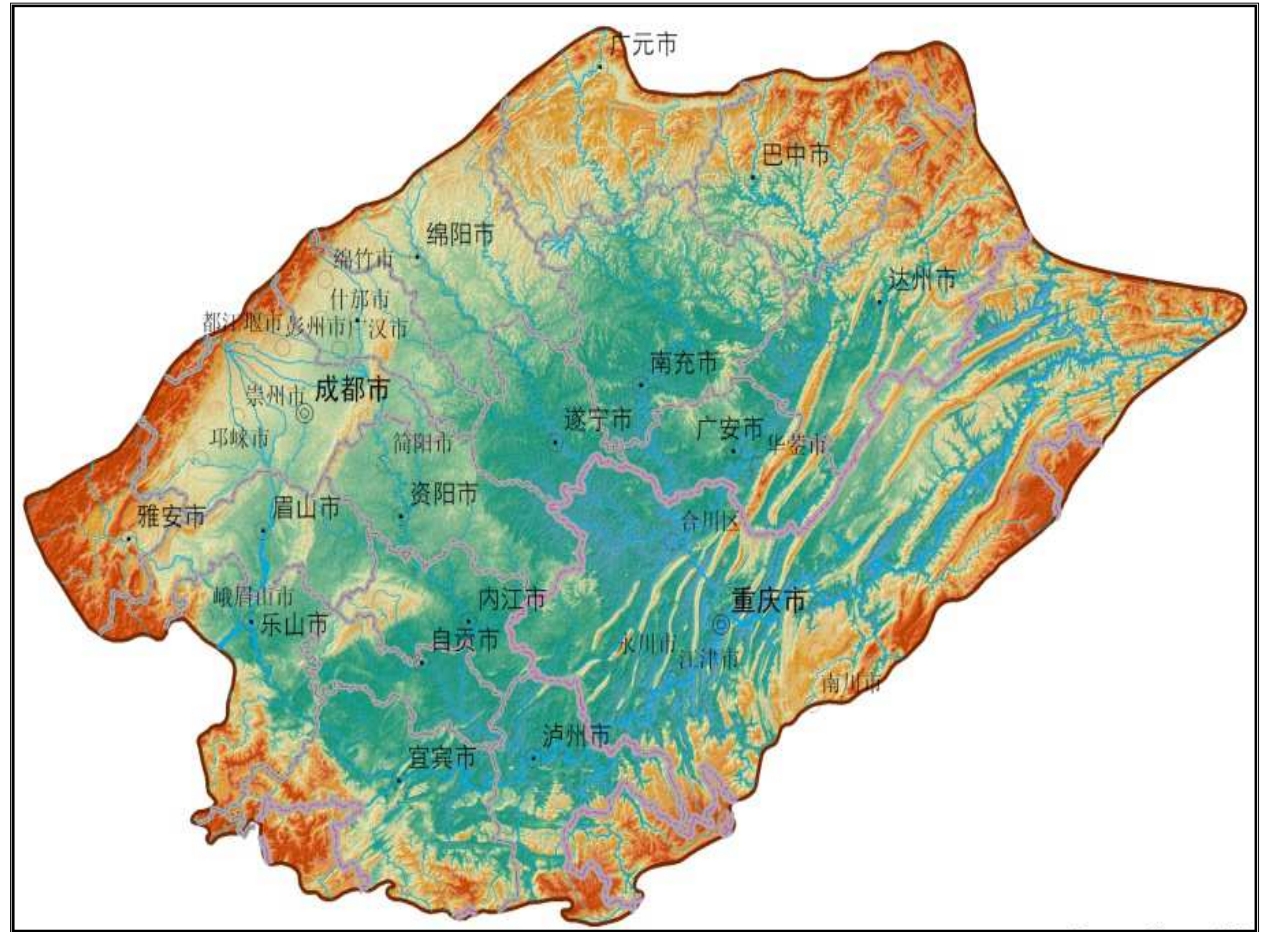 广元市
巴中市
绵阳市
绵竹市
达州市
什邡市
都江堰市
彭州市
广汉市
南充市
成都市
崇州市
遂宁市
广安市
邛崃市
简阳市
华蓥市
资阳市
眉山市
雅安市
合川区
峨眉山市
内江市
重庆市
乐山市
自贡市
永川市
江津市
南川市
泸州市
宜宾市